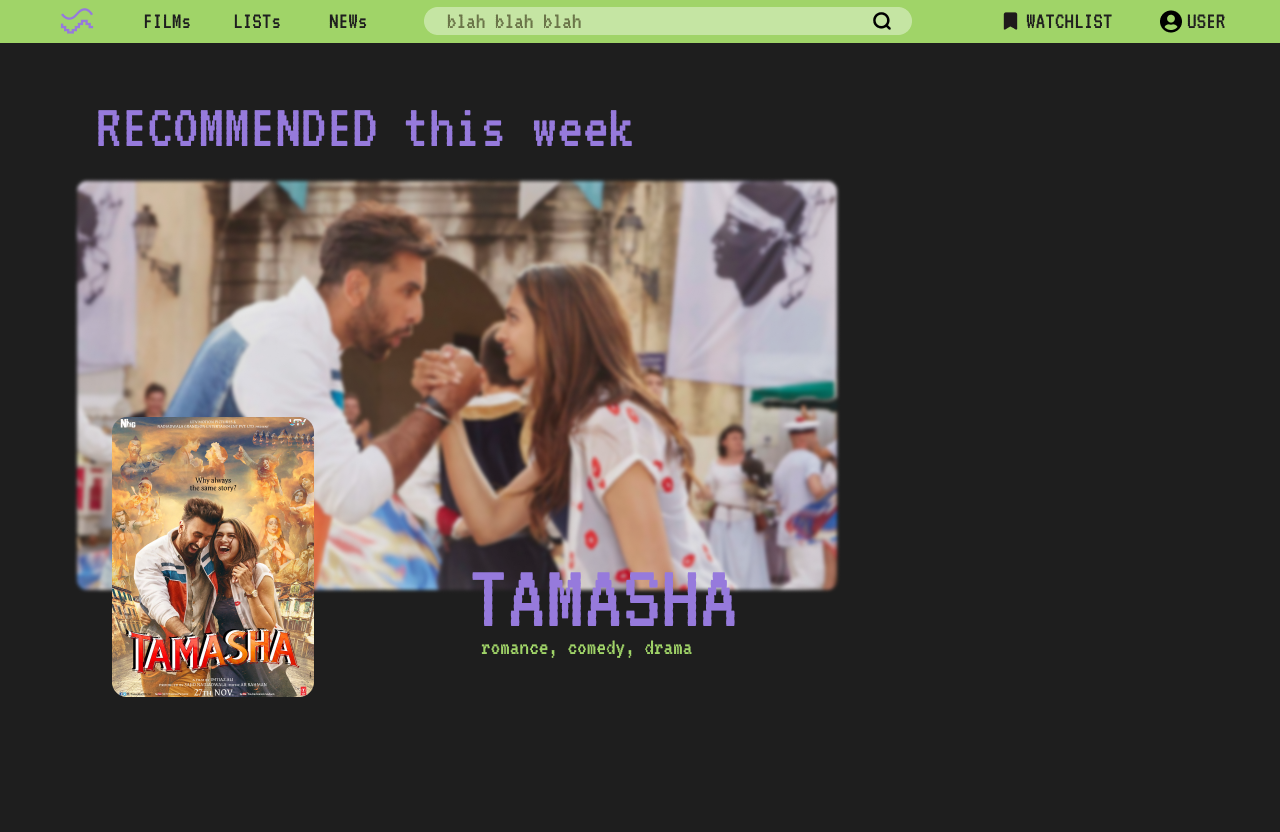 FILMs LISTs NEWs blah blah blah WATCHLIST USER
RECOMMENDED this week
UTV
Why always
the same story?
TAMASHA
27TH NOV
TAMASHA
romance, comedy, drama